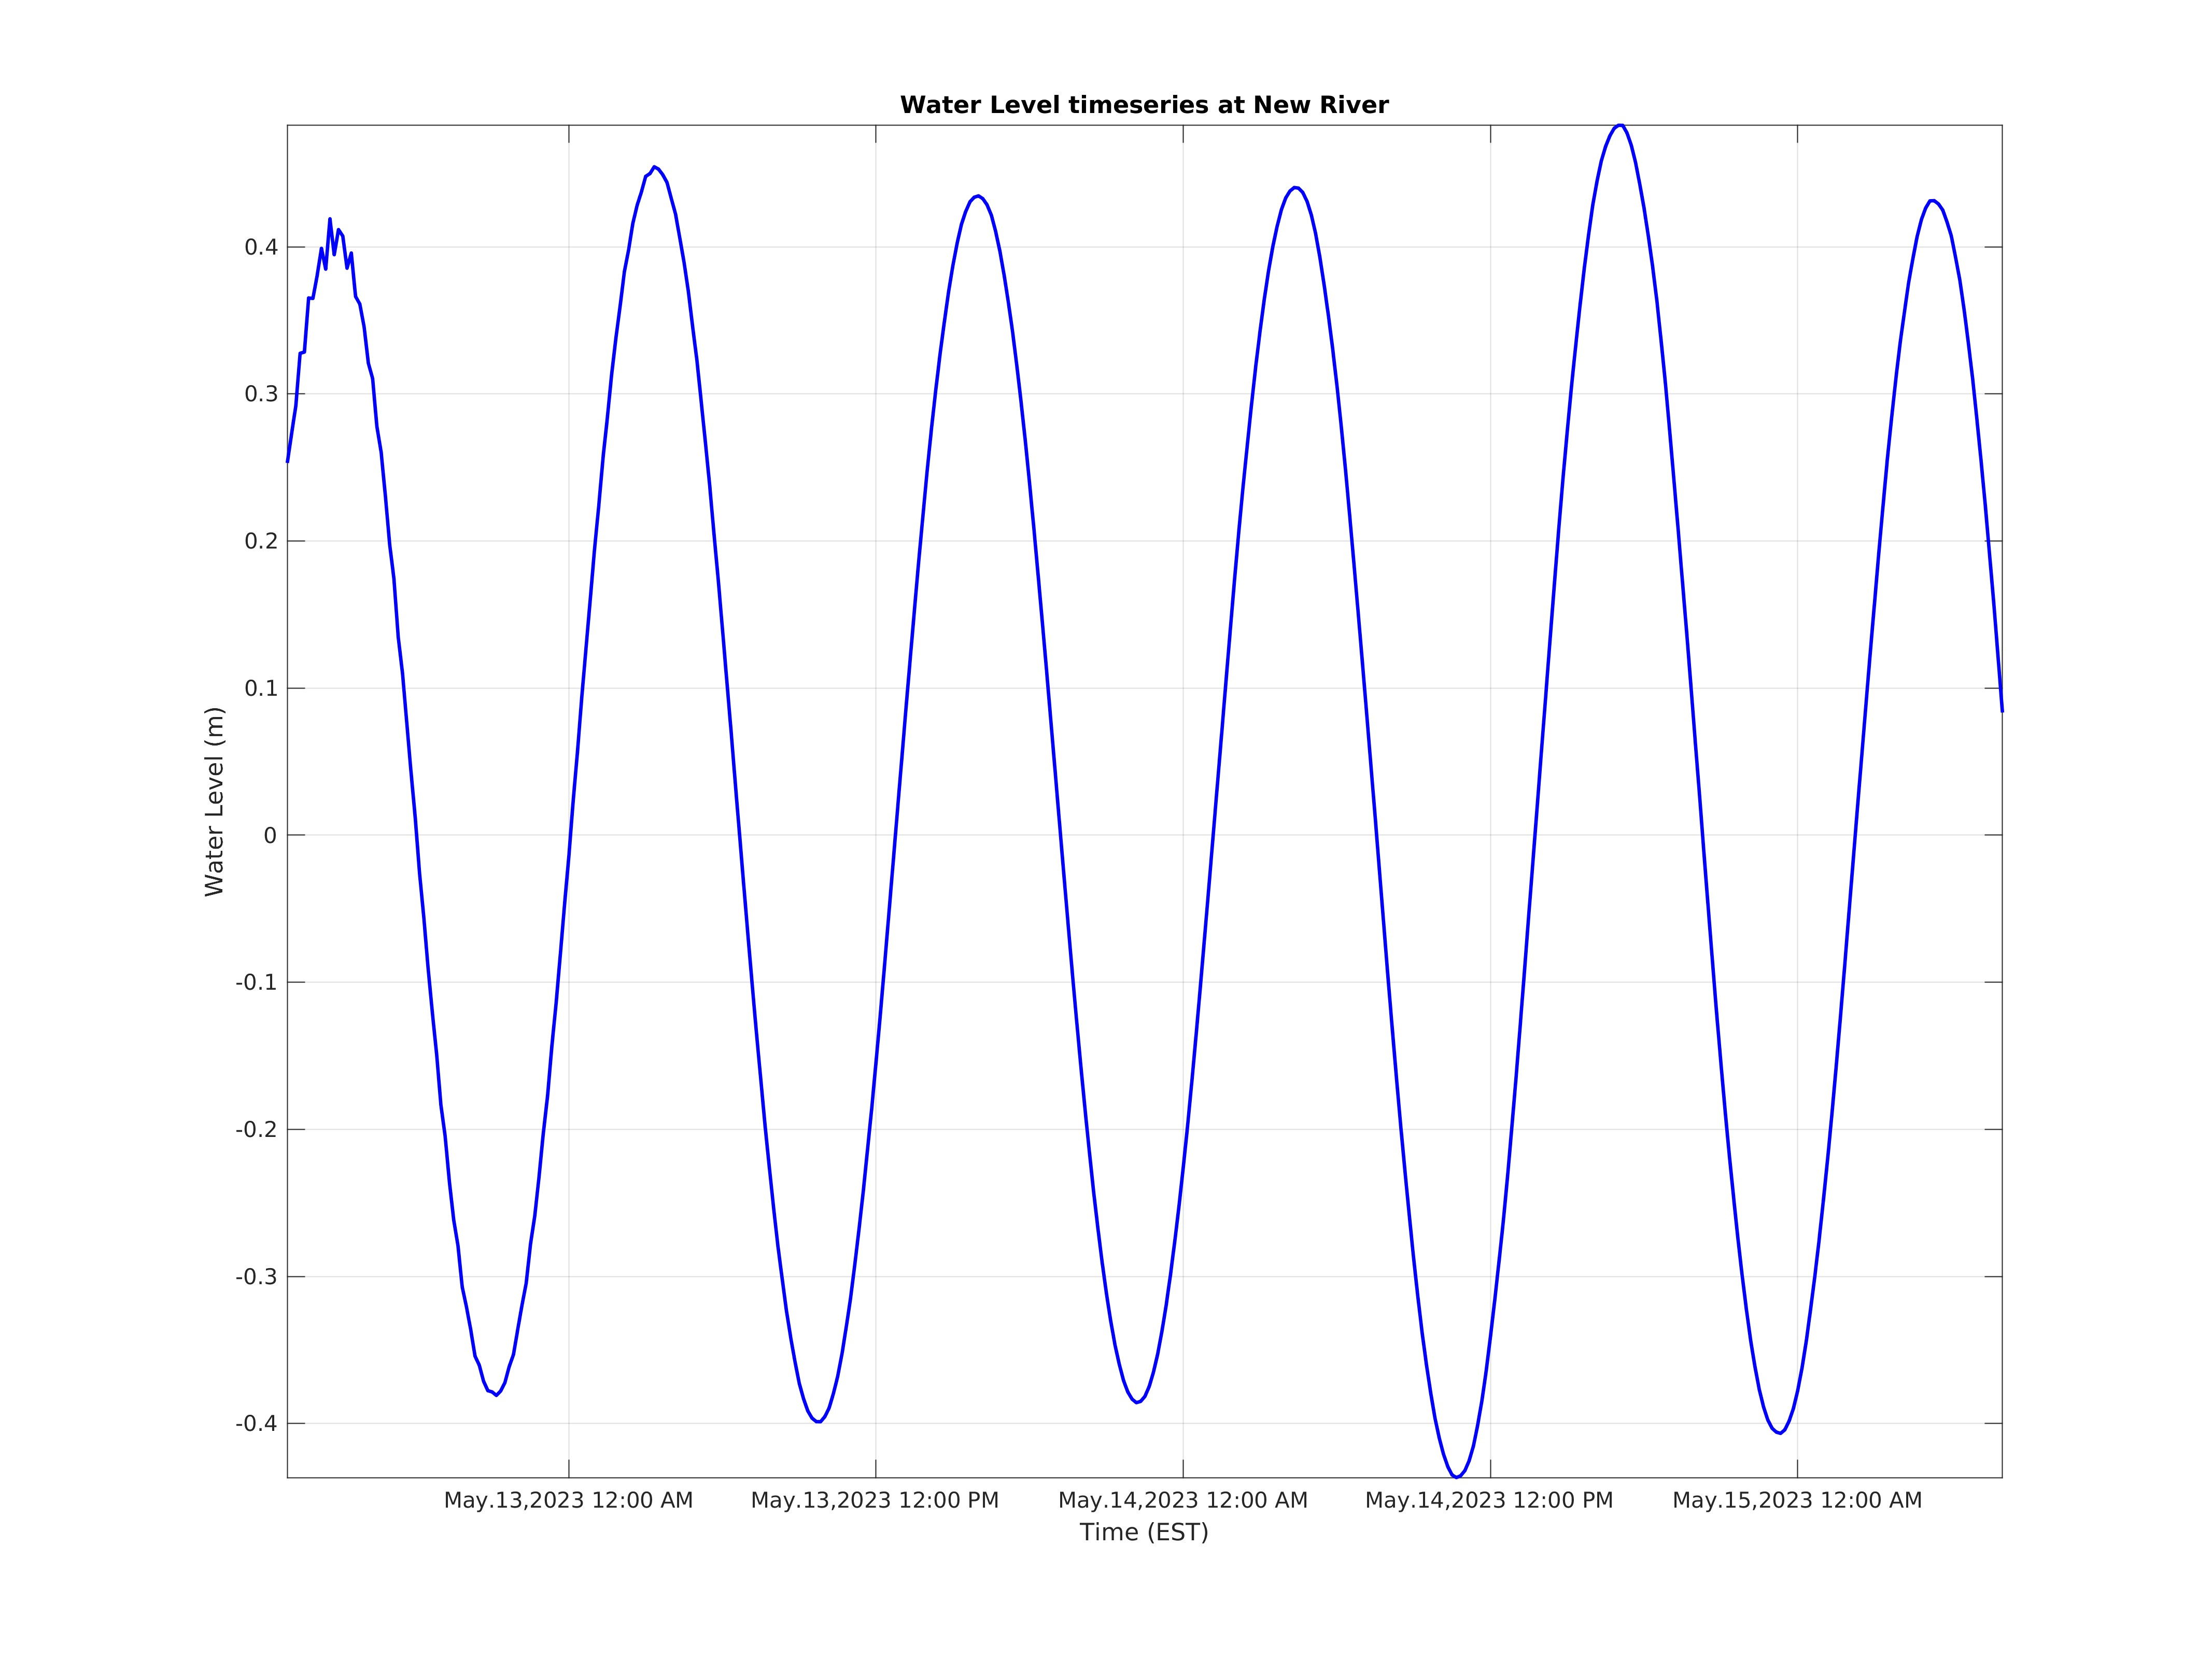 Water Level timeseries at New River
0.4
0.3
0.2
0.1
0
-0.1
-0.2
-0.3
-0.4
Water Level (m)
May.13,2023 12:00 AM
May.13,2023 12:00 PM
May.14,2023 12:00 AM
May.14,2023 12:00 PM
May.15,2023 12:00 AM
Time (EST)